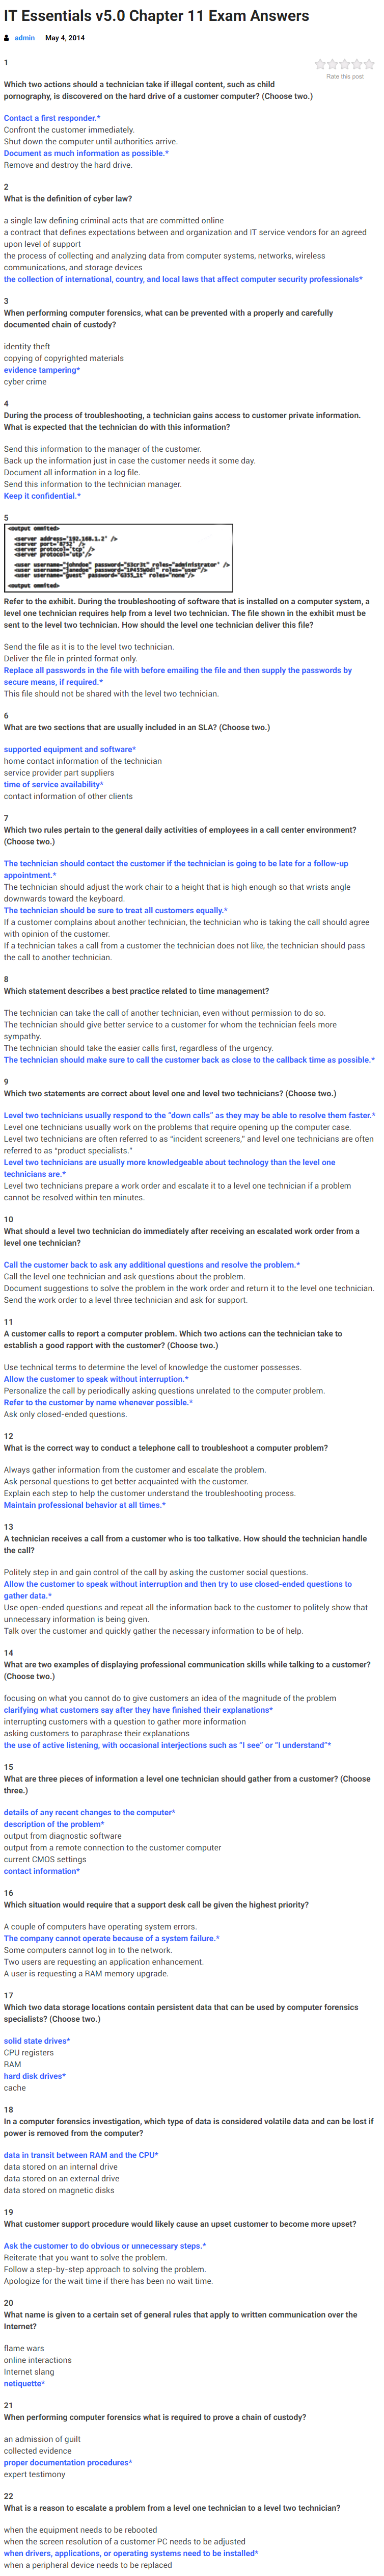 IT Essentials v5.0 Chapter 11 Exam Answers
admin May 4, 2014
Rate this post
1
Which two actions should a technician take if illegal content, such as child
pornography, is discovered on the hard drive of a customer computer? (Choose two.)
Contact a first responder.*
Confront the customer immediately.
Shut down the computer until authorities arrive.
Document as much information as possible.*
Remove and destroy the hard drive.
2
What is the definition of cyber law?
a single law defining criminal acts that are committed online
a contract that defines expectations between and organization and IT service vendors for an agreed
upon level of support
the process of collecting and analyzing data from computer systems, networks, wireless
communications, and storage devices
the collection of international, country, and local laws that affect computer security professionals*
3
When performing computer forensics, what can be prevented with a properly and carefully
documented chain of custody?
identity theft
copying of copyrighted materials
evidence tampering*
cyber crime
4
During the process of troubleshooting, a technician gains access to customer private information.
What is expected that the technician do with this information?
Send this information to the manager of the customer.
Back up the information just in case the customer needs it some day.
Document all information in a log file.
Send this information to the technician manager.
Keep it confidential.*
5
<output ommited>
<server address="192.168.1.2" />
<server port="8752" />
<server protocol="tcp" />
<server protocol="utp" />
<user username="johndoe" roles="administrator" />
<user username="janedoe" roles="user"/>
<user username="guest" roles="none"/>
<output ommited>
Refer to the exhibit. During the troubleshooting of software that is installed on a computer system, a
level one technician requires help from a level two technician. The file shown in the exhibit must be
sent to the level two technician. How should the level one technician deliver this file?
Send the file as it is to the level two technician.
Deliver the file in printed format only.
Replace all passwords in the file with before emailing the file and then supply the passwords by
secure means, if required.*
This file should not be shared with the level two technician.
6
What are two sections that are usually included in an SLA? (Choose two.)
supported equipment and software*
home contact information of the technician
service provider part suppliers
time of service availability*
contact information of other clients
7
Which two rules pertain to the general daily activities of employees in a call center environment?
(Choose two.)
The technician should contact the customer if the technician is going to be late for a follow-up
appointment.*
The technician should adjust the work chair to a height that is high enough so that wrists angle
downwards toward the keyboard.
The technician should be sure to treat all customers equally.*
If a customer complains about another technician, the technician who is taking the call should agree
with opinion of the customer.
If a technician takes a call from a customer the technician does not like, the technician should pass
the call to another technician.
8
Which statement describes a best practice related to time management?
The technician can take the call of another technician, even without permission to do so.
The technician should give better service to a customer for whom the technician feels more
sympathy.
The technician should take the easier calls first, regardless of the urgency.
The technician should make sure to call the customer back as close to the callback time as possible.*
9
Which two statements are correct about level one and level two technicians? (Choose two.)
Level two technicians usually respond to the “down calls” as they may be able to resolve them faster.*
Level one technicians usually work on the problems that require opening up the computer case.
Level two technicians are often referred to as “incident screeners,” and level one technicians are often
referred to as “product specialists.”
Level two technicians are usually more knowledgeable about technology than the level one
technicians are.*
Level two technicians prepare a work order and escalate it to a level one technician if a problem
cannot be resolved within ten minutes.
10
What should a level two technician do immediately after receiving an escalated work order from a
level one technician?
Call the customer back to ask any additional questions and resolve the problem.*
Call the level one technician and ask questions about the problem.
Document suggestions to solve the problem in the work order and return it to the level one technician.
Send the work order to a level three technician and ask for support.
11
A customer calls to report a computer problem. Which two actions can the technician take to
establish a good rapport with the customer? (Choose two.)
Use technical terms to determine the level of knowledge the customer possesses.
Allow the customer to speak without interruption.*
Personalize the call by periodically asking questions unrelated to the computer problem.
Refer to the customer by name whenever possible.*
Ask only closed-ended questions.
12
What is the correct way to conduct a telephone call to troubleshoot a computer problem?
Always gather information from the customer and escalate the problem.
Ask personal questions to get better acquainted with the customer.
Explain each step to help the customer understand the troubleshooting process.
Maintain professional behavior at all times.*
13
A technician receives a call from a customer who is too talkative. How should the technician handle
the call?
Politely step in and gain control of the call by asking the customer social questions.
Allow the customer to speak without interruption and then try to use closed-ended questions to
gather data.*
Use open-ended questions and repeat all the information back to the customer to politely show that
unnecessary information is being given.
Talk over the customer and quickly gather the necessary information to be of help.
14
What are two examples of displaying professional communication skills while talking to a customer?
(Choose two.)
focusing on what you cannot do to give customers an idea of the magnitude of the problem
clarifying what customers say after they have finished their explanations*
interrupting customers with a question to gather more information
asking customers to paraphrase their explanations
the use of active listening, with occasional interjections such as “I see” or “I understand”*
15
What are three pieces of information a level one technician should gather from a customer? (Choose
three.)
details of any recent changes to the computer*
description of the problem*
output from diagnostic software
output from a remote connection to the customer computer
current CMOS settings
contact information*
16
Which situation would require that a support desk call be given the highest priority?
A couple of computers have operating system errors.
The company cannot operate because of a system failure.*
Some computers cannot log in to the network.
Two users are requesting an application enhancement.
A user is requesting a RAM memory upgrade.
17
Which two data storage locations contain persistent data that can be used by computer forensics
specialists? (Choose two.)
solid state drives*
CPU registers
RAM
hard disk drives*
cache
18
In a computer forensics investigation, which type of data is considered volatile data and can be lost if
power is removed from the computer?
data in transit between RAM and the CPU*
data stored on an internal drive
data stored on an external drive
data stored on magnetic disks
19
What customer support procedure would likely cause an upset customer to become more upset?
Ask the customer to do obvious or unnecessary steps.*
Reiterate that you want to solve the problem.
Follow a step-by-step approach to solving the problem.
Apologize for the wait time if there has been no wait time.
20
What name is given to a certain set of general rules that apply to written communication over the
Internet?
flame wars
online interactions
Internet slang
netiquette*
21
When performing computer forensics what is required to prove a chain of custody?
an admission of guilt
collected evidence
proper documentation procedures*
expert testimony
22
What is a reason to escalate a problem from a level one technician to a level two technician?
when the equipment needs to be rebooted
when the screen resolution of a customer PC needs to be adjusted
when drivers, applications, or operating systems need to be installed*
when a peripheral device needs to be replaced